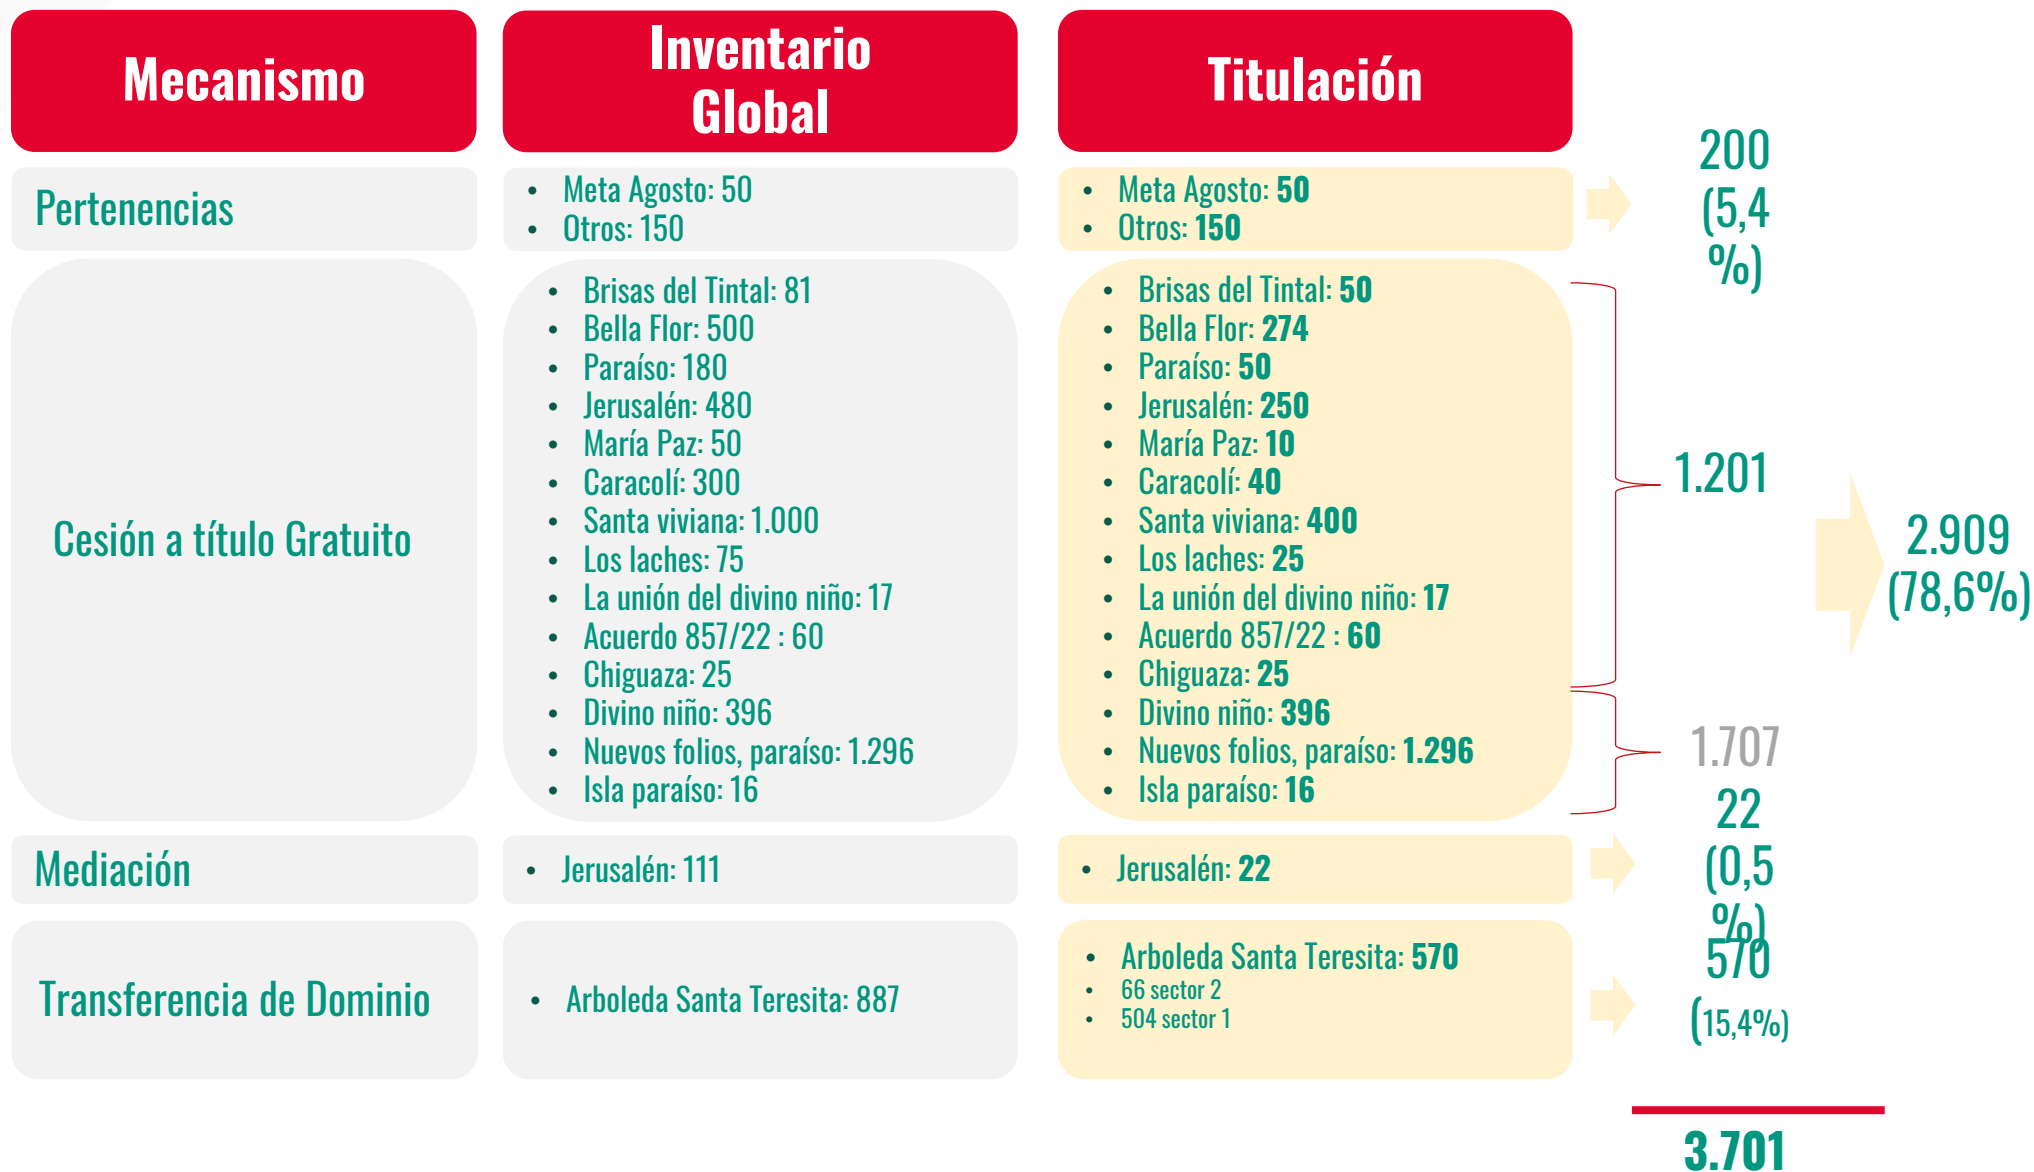 Mecanismo
Inventario
Global
Titulación
Pertenencias
• Meta Agosto: 50
• Otros: 150
• Meta Agosto: 50
• Otros: 150
200
(5,4
%)
Cesión a título Gratuito
• Brisas del Tintal: 81
• Bella Flor: 500
• Paraíso: 180
• Jerusalén: 480
• María Paz: 50
• Caracolí: 300
• Santa viviana: 1.000
• Los laches: 75
• La unión del divino niño: 17
• Acuerdo 857/22 : 60
• Chiguaza: 25
• Divino niño: 396
• Nuevos folios, paraíso: 1.296
• Isla paraíso: 16
• Brisas del Tintal: 50
• Bella Flor: 274
• Paraíso: 50
• Jerusalén: 250
• María Paz: 10
• Caracolí: 40
• Santa viviana: 400
• Los laches: 25
• La unión del divino niño: 17
• Acuerdo 857/22 : 60
• Chiguaza: 25
• Divino niño: 396
• Nuevos folios, paraíso: 1.296
• Isla paraíso: 16
1.201
1.707
2.909
(78,6%)
Mediación
• Jerusalén: 111
• Jerusalén: 22
22
(0,5
%)
Transferencia de Dominio
• Arboleda Santa Teresita: 887
• Arboleda Santa Teresita: 570
• 66 sector 2
• 504 sector 1
570
(15,4%)
3.701